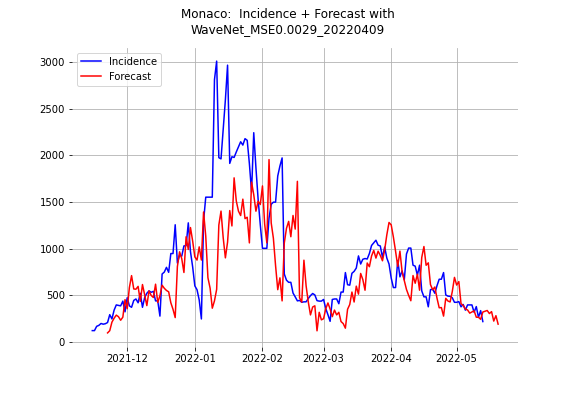 Monaco:  Incidence + Forecast with
WaveNet_MSE0.0029_20220409
Incidence
Forecast
3000
2500
2000
1500
1000
500
0
2021-12 2022-01 2022-02 2022-03 2022-04 2022-05